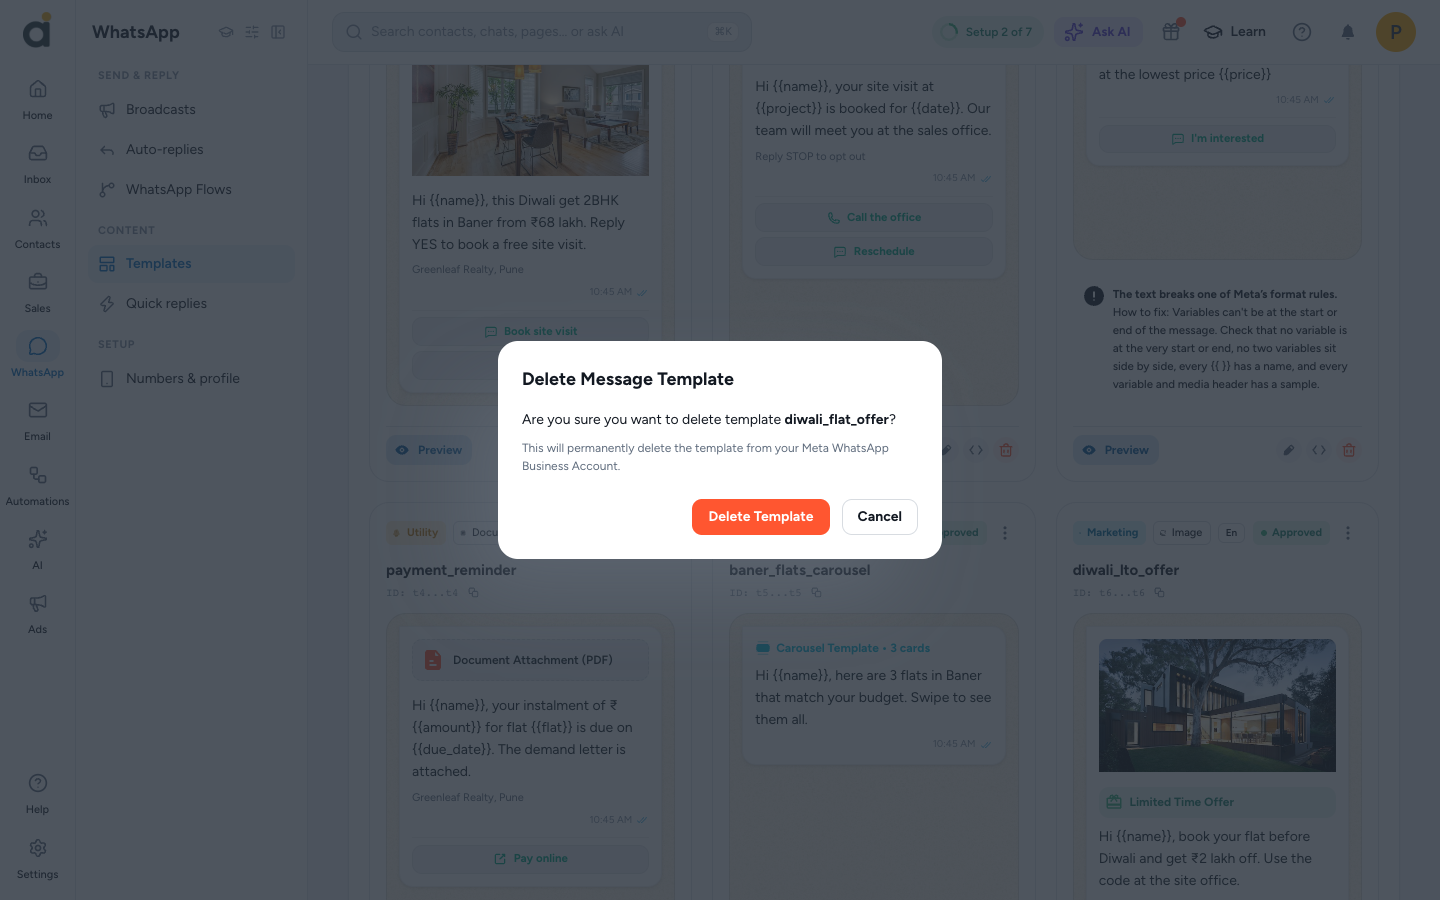 WhatsApp
Search contacts, chats, pages... or ask AI
⌘K
Setup 2 of 7
Ask AI
Learn
P
Home
Inbox
Contacts
Sales
WhatsApp
Email
Automations
AI
Ads
Help
Settings
SEND & REPLY
Broadcasts
Auto-replies
WhatsApp Flows
CONTENT
Templates
Quick replies
SETUP
Numbers & profile
Hi {{name}}, this Diwali get 2BHK
flats in Baner from ₹68 lakh. Reply
YES to book a free site visit.
Greenleaf Realty, Pune
10:45 AM
Book site visit
Preview
Hi {{name}}, your site visit at
{{project}} is booked for {{date}}. Our
team will meet you at the sales office.
Reply STOP to opt out
10:45 AM
Call the office
Reschedule
at the lowest price {{price}}
10:45 AM
I'm interested
The text breaks one of Meta's format rules.
How to fix: Variables can't be at the start or
end of the message. Check that no variable is
at the very start or end, no two variables sit
side by side, every {{ }} has a name, and every
variable and media header has a sample.
Preview
Delete Message Template
Are you sure you want to delete template diwali_flat_offer?
This will permanently delete the template from your Meta WhatsApp
Business Account.
Delete Template
Cancel
Utility
Docu
payment_reminder
ID: t4...t4
Document Attachment (PDF)
Hi {{name}}, your instalment of ₹
{{amount}} for flat {{flat}} is due on
{{due_date}}. The demand letter is
attached.
Greenleaf Realty, Pune
10:45 AM
Pay online
pproved
baner_flats_carousel
ID: t5...t5
Carousel Template • 3 cards
Hi {{name}}, here are 3 flats in Baner
that match your budget. Swipe to see
them all.
10:45 AM
Marketing
Image
En
Approved
diwali_lto_offer
ID: t6...t6
Limited Time Offer
Hi {{name}}, book your flat before
Diwali and get ₹2 lakh off. Use the
code at the site office.